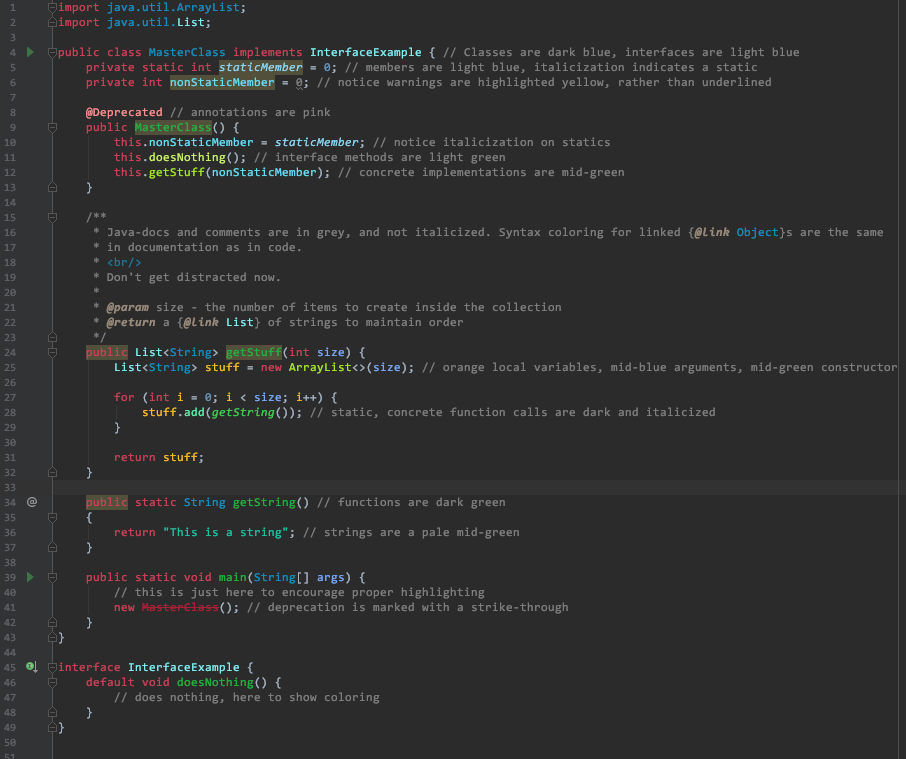 1 import java.util.ArrayList;
2 import java.util.List;
3
4 public class MasterClass implements InterfaceExample { // Classes are dark blue, interfaces are light blue
5 private static int staticMember = 0; // members are light blue, italicization indicates a static
6 private int nonStaticMember = 0; // notice warnings are highlighted yellow, rather than underlined
7
8 @Deprecated // annotations are pink
9 public MasterClass() {
10 this.nonStaticMember = staticMember; // notice italicization on statics
11 this.doesNothing(); // interface methods are light green
12 this.getStuff(nonStaticMember); // concrete implementations are mid-green
13 }
14
15 /**
16 * Java-docs and comments are in grey, and not italicized. Syntax coloring for linked {@link Object}s are the same
17 * in documentation as in code.
18 * <br/>
19 * Don't get distracted now.
20 *
21 * @param size - the number of items to create inside the collection
22 * @return a {@link List} of strings to maintain order
23 */
24 public List<String> getStuff(int size) {
25 List<String> stuff = new ArrayList<>(size); // orange local variables, mid-blue arguments, mid-green constructor
26
27 for (int i = 0; i < size; i++) {
28 stuff.add(getString()); // static, concrete function calls are dark and italicized
29 }
30
31 return stuff;
32 }
33
34 @ public static String getString() // functions are dark green
35 {
36 return "This is a string"; // strings are a pale mid-green
37 }
38
39 public static void main(String[] args) {
40 // this is just here to encourage proper highlighting
41 new MasterClass(); // deprecation is marked with a strike-through
42 }
43 }
44
45 interface InterfaceExample {
46 default void doesNothing() {
47 // does nothing, here to show coloring
48 }
49 }
50
51